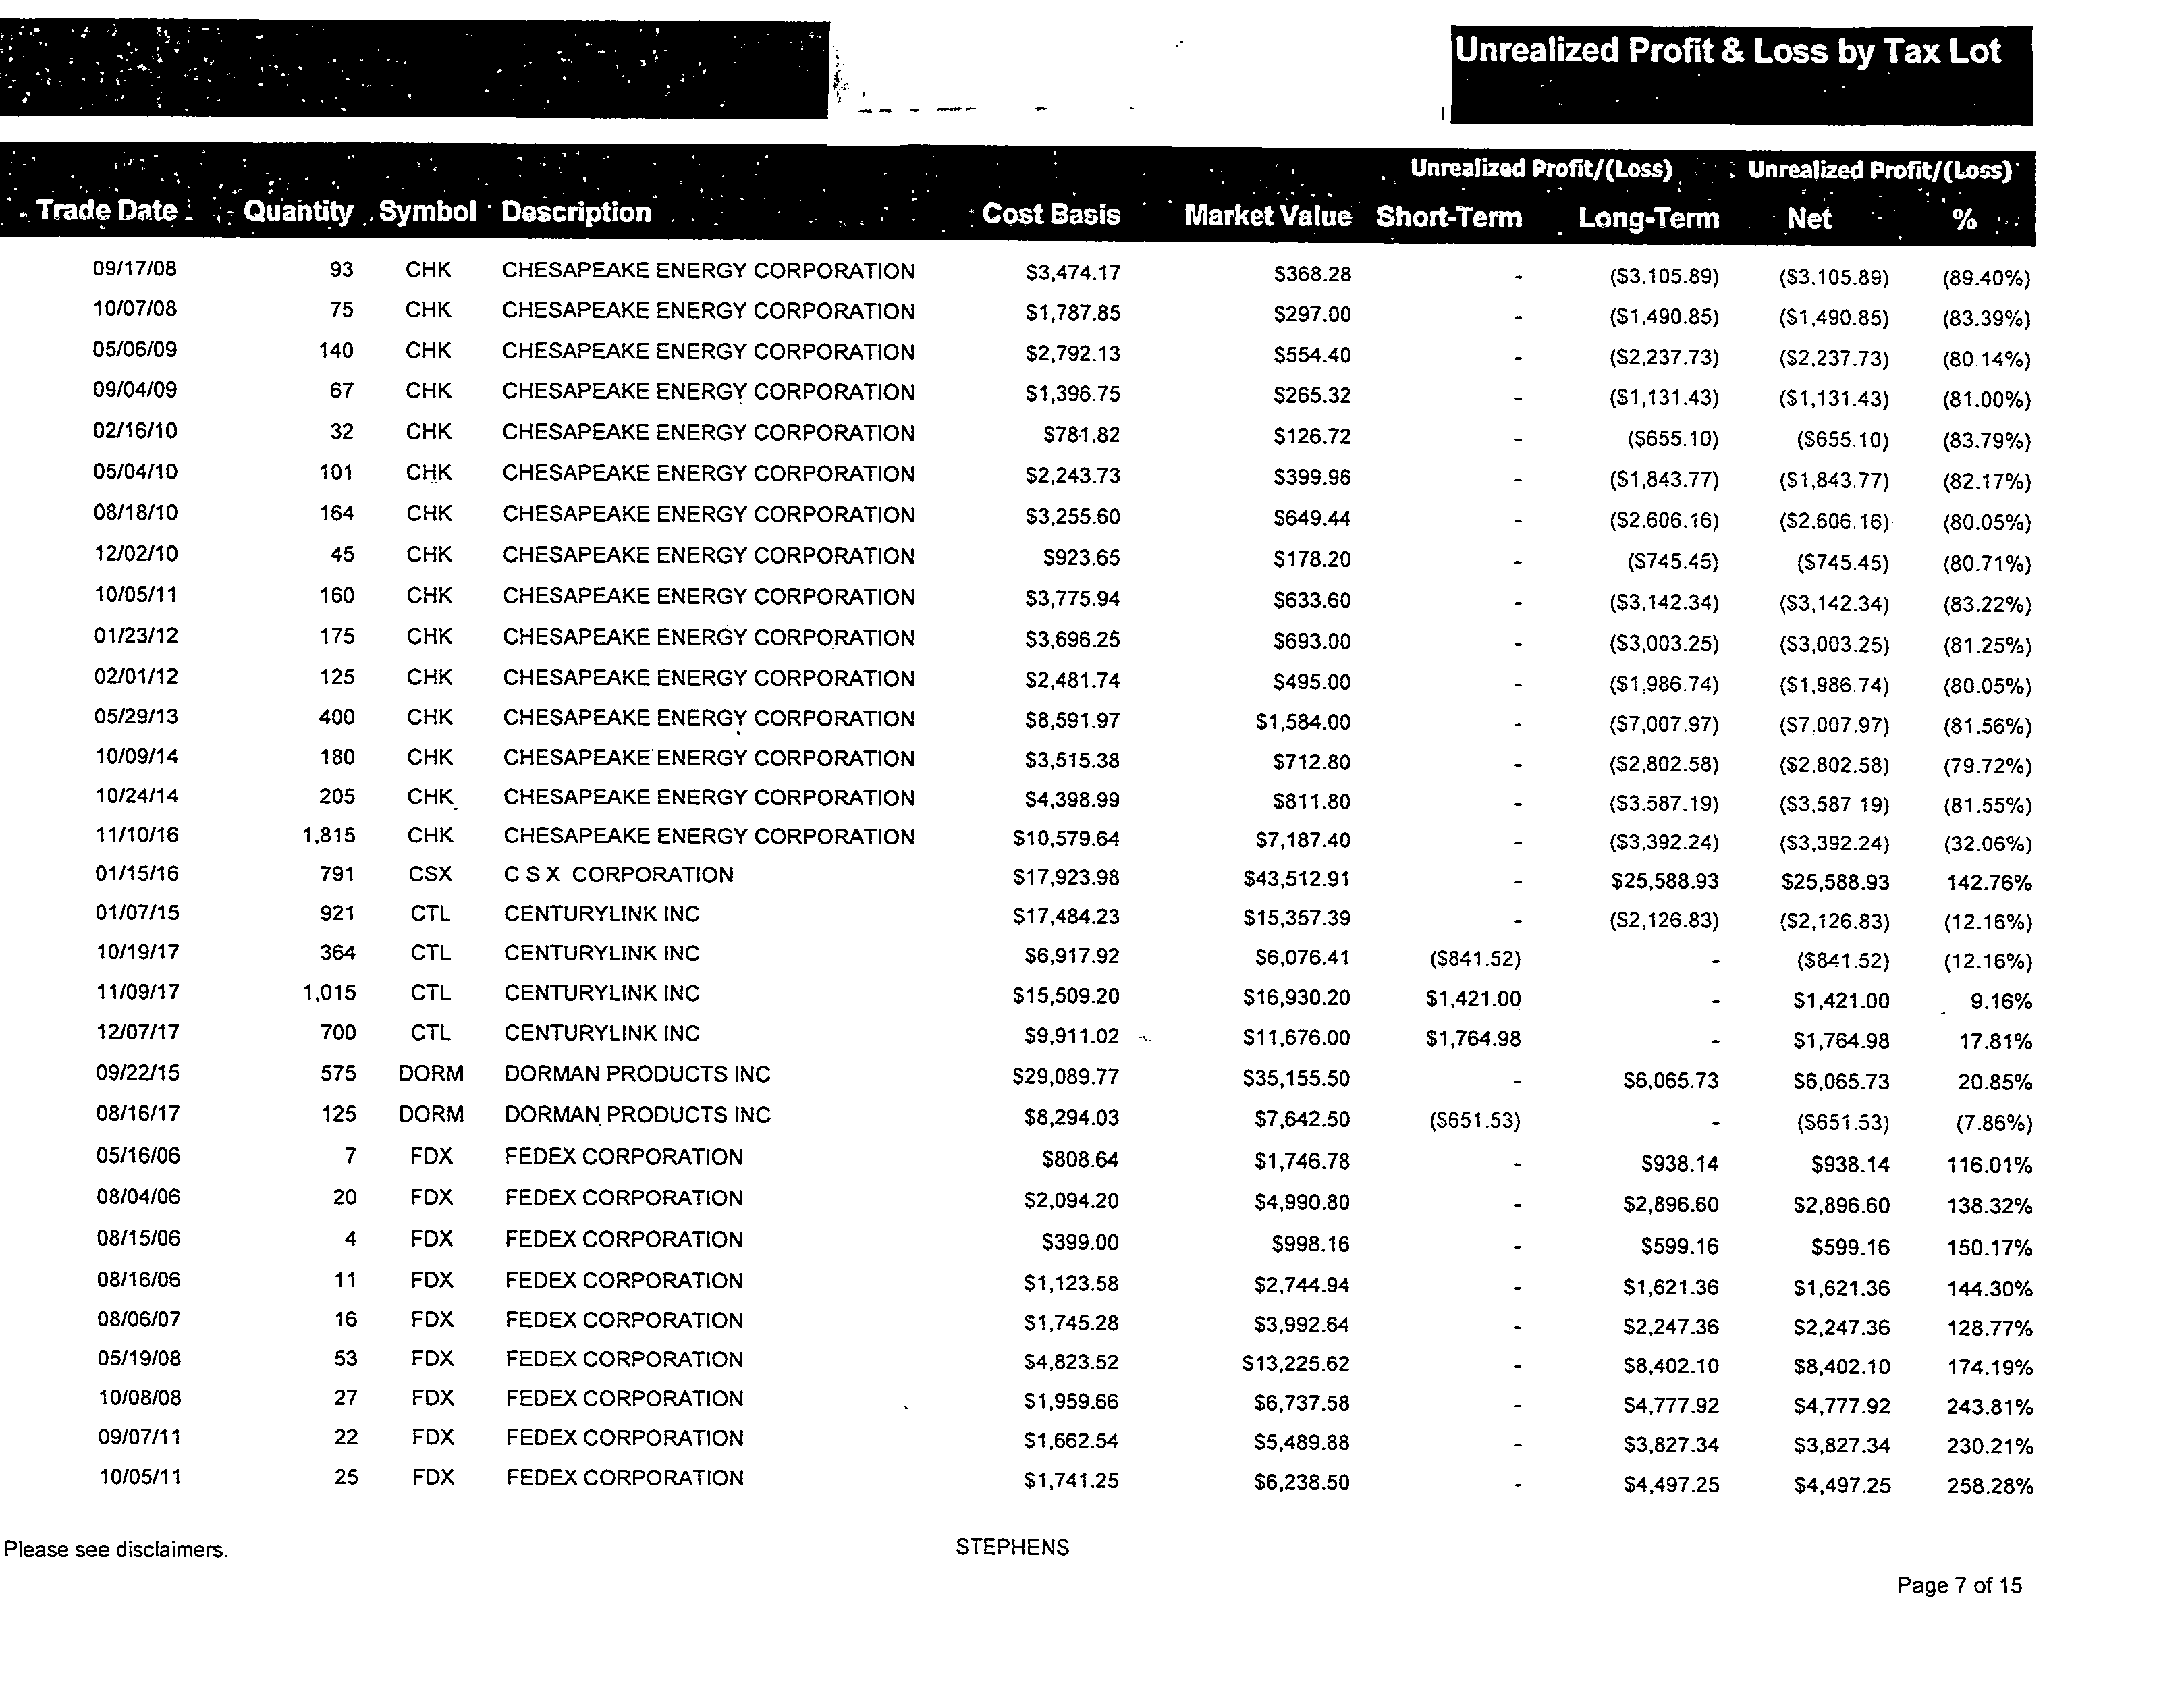 Unrealized Profit & Loss by Tax Lot
Unrealized Profit/(Loss) Unrealized Profit/(Loss)
Trade Date Quantity Symbol Description Cost Basis Market Value Short-Term Long-Term Net %
09/17/08 93 CHK CHESAPEAKE ENERGY CORPORATION $3,474.17 $368.28 - ($3,105.89) ($3,105.89) (89.40%)
10/07/08 75 CHK CHESAPEAKE ENERGY CORPORATION $1,787.85 $297.00 - ($1,490.85) ($1,490.85) (83.39%)
05/06/09 140 CHK CHESAPEAKE ENERGY CORPORATION $2,792.13 $554.40 - ($2,237.73) ($2,237.73) (80.14%)
09/04/09 67 CHK CHESAPEAKE ENERGY CORPORATION $1,396.75 $265.32 - ($1,131.43) ($1,131.43) (81.00%)
02/16/10 32 CHK CHESAPEAKE ENERGY CORPORATION $781.82 $126.72 - ($655.10) ($655.10) (83.79%)
05/04/10 101 CHK CHESAPEAKE ENERGY CORPORATION $2,243.73 $399.96 - ($1,843.77) ($1,843.77) (82.17%)
08/18/10 164 CHK CHESAPEAKE ENERGY CORPORATION $3,255.60 $649.44 - ($2,606.16) ($2,606.16) (80.05%)
12/02/10 45 CHK CHESAPEAKE ENERGY CORPORATION $923.65 $178.20 - ($745.45) ($745.45) (80.71%)
10/05/11 160 CHK CHESAPEAKE ENERGY CORPORATION $3,775.94 $633.60 - ($3,142.34) ($3,142.34) (83.22%)
01/23/12 175 CHK CHESAPEAKE ENERGY CORPORATION $3,696.25 $693.00 - ($3,003.25) ($3,003.25) (81.25%)
02/01/12 125 CHK CHESAPEAKE ENERGY CORPORATION $2,481.74 $495.00 - ($1,986.74) ($1,986.74) (80.05%)
05/29/13 400 CHK CHESAPEAKE ENERGY CORPORATION $8,591.97 $1,584.00 - ($7,007.97) ($7,007.97) (81.56%)
10/09/14 180 CHK CHESAPEAKE ENERGY CORPORATION $3,515.38 $712.80 - ($2,802.58) ($2,802.58) (79.72%)
10/24/14 205 CHK CHESAPEAKE ENERGY CORPORATION $4,398.99 $811.80 - ($3,587.19) ($3,587.19) (81.55%)
11/10/16 1,815 CHK CHESAPEAKE ENERGY CORPORATION $10,579.64 $7,187.40 - ($3,392.24) ($3,392.24) (32.06%)
01/15/16 791 CSX C S X CORPORATION $17,923.98 $43,512.91 - $25,588.93 $25,588.93 142.76%
01/07/15 921 CTL CENTURYLINK INC $17,484.23 $15,357.39 - ($2,126.83) ($2,126.83) (12.16%)
10/19/17 364 CTL CENTURYLINK INC $6,917.92 $6,076.41 ($841.52) - ($841.52) (12.16%)
11/09/17 1,015 CTL CENTURYLINK INC $15,509.20 $16,930.20 $1,421.00 - $1,421.00 9.16%
12/07/17 700 CTL CENTURYLINK INC $9,911.02 $11,676.00 $1,764.98 - $1,764.98 17.81%
09/22/15 575 DORM DORMAN PRODUCTS INC $29,089.77 $35,155.50 - $6,065.73 $6,065.73 20.85%
08/16/17 125 DORM DORMAN PRODUCTS INC $8,294.03 $7,642.50 ($651.53) - ($651.53) (7.86%)
05/16/06 7 FDX FEDEX CORPORATION $808.64 $1,746.78 - $938.14 $938.14 116.01%
08/04/06 20 FDX FEDEX CORPORATION $2,094.20 $4,990.80 - $2,896.60 $2,896.60 138.32%
08/15/06 4 FDX FEDEX CORPORATION $399.00 $998.16 - $599.16 $599.16 150.17%
08/16/06 11 FDX FEDEX CORPORATION $1,123.58 $2,744.94 - $1,621.36 $1,621.36 144.30%
08/06/07 16 FDX FEDEX CORPORATION $1,745.28 $3,992.64 - $2,247.36 $2,247.36 128.77%
05/19/08 53 FDX FEDEX CORPORATION $4,823.52 $13,225.62 - $8,402.10 $8,402.10 174.19%
10/08/08 27 FDX FEDEX CORPORATION $1,959.66 $6,737.58 - $4,777.92 $4,777.92 243.81%
09/07/11 22 FDX FEDEX CORPORATION $1,662.54 $5,489.88 - $3,827.34 $3,827.34 230.21%
10/05/11 25 FDX FEDEX CORPORATION $1,741.25 $6,238.50 - $4,497.25 $4,497.25 258.28%
Please see disclaimers. STEPHENS
Page 7 of 15